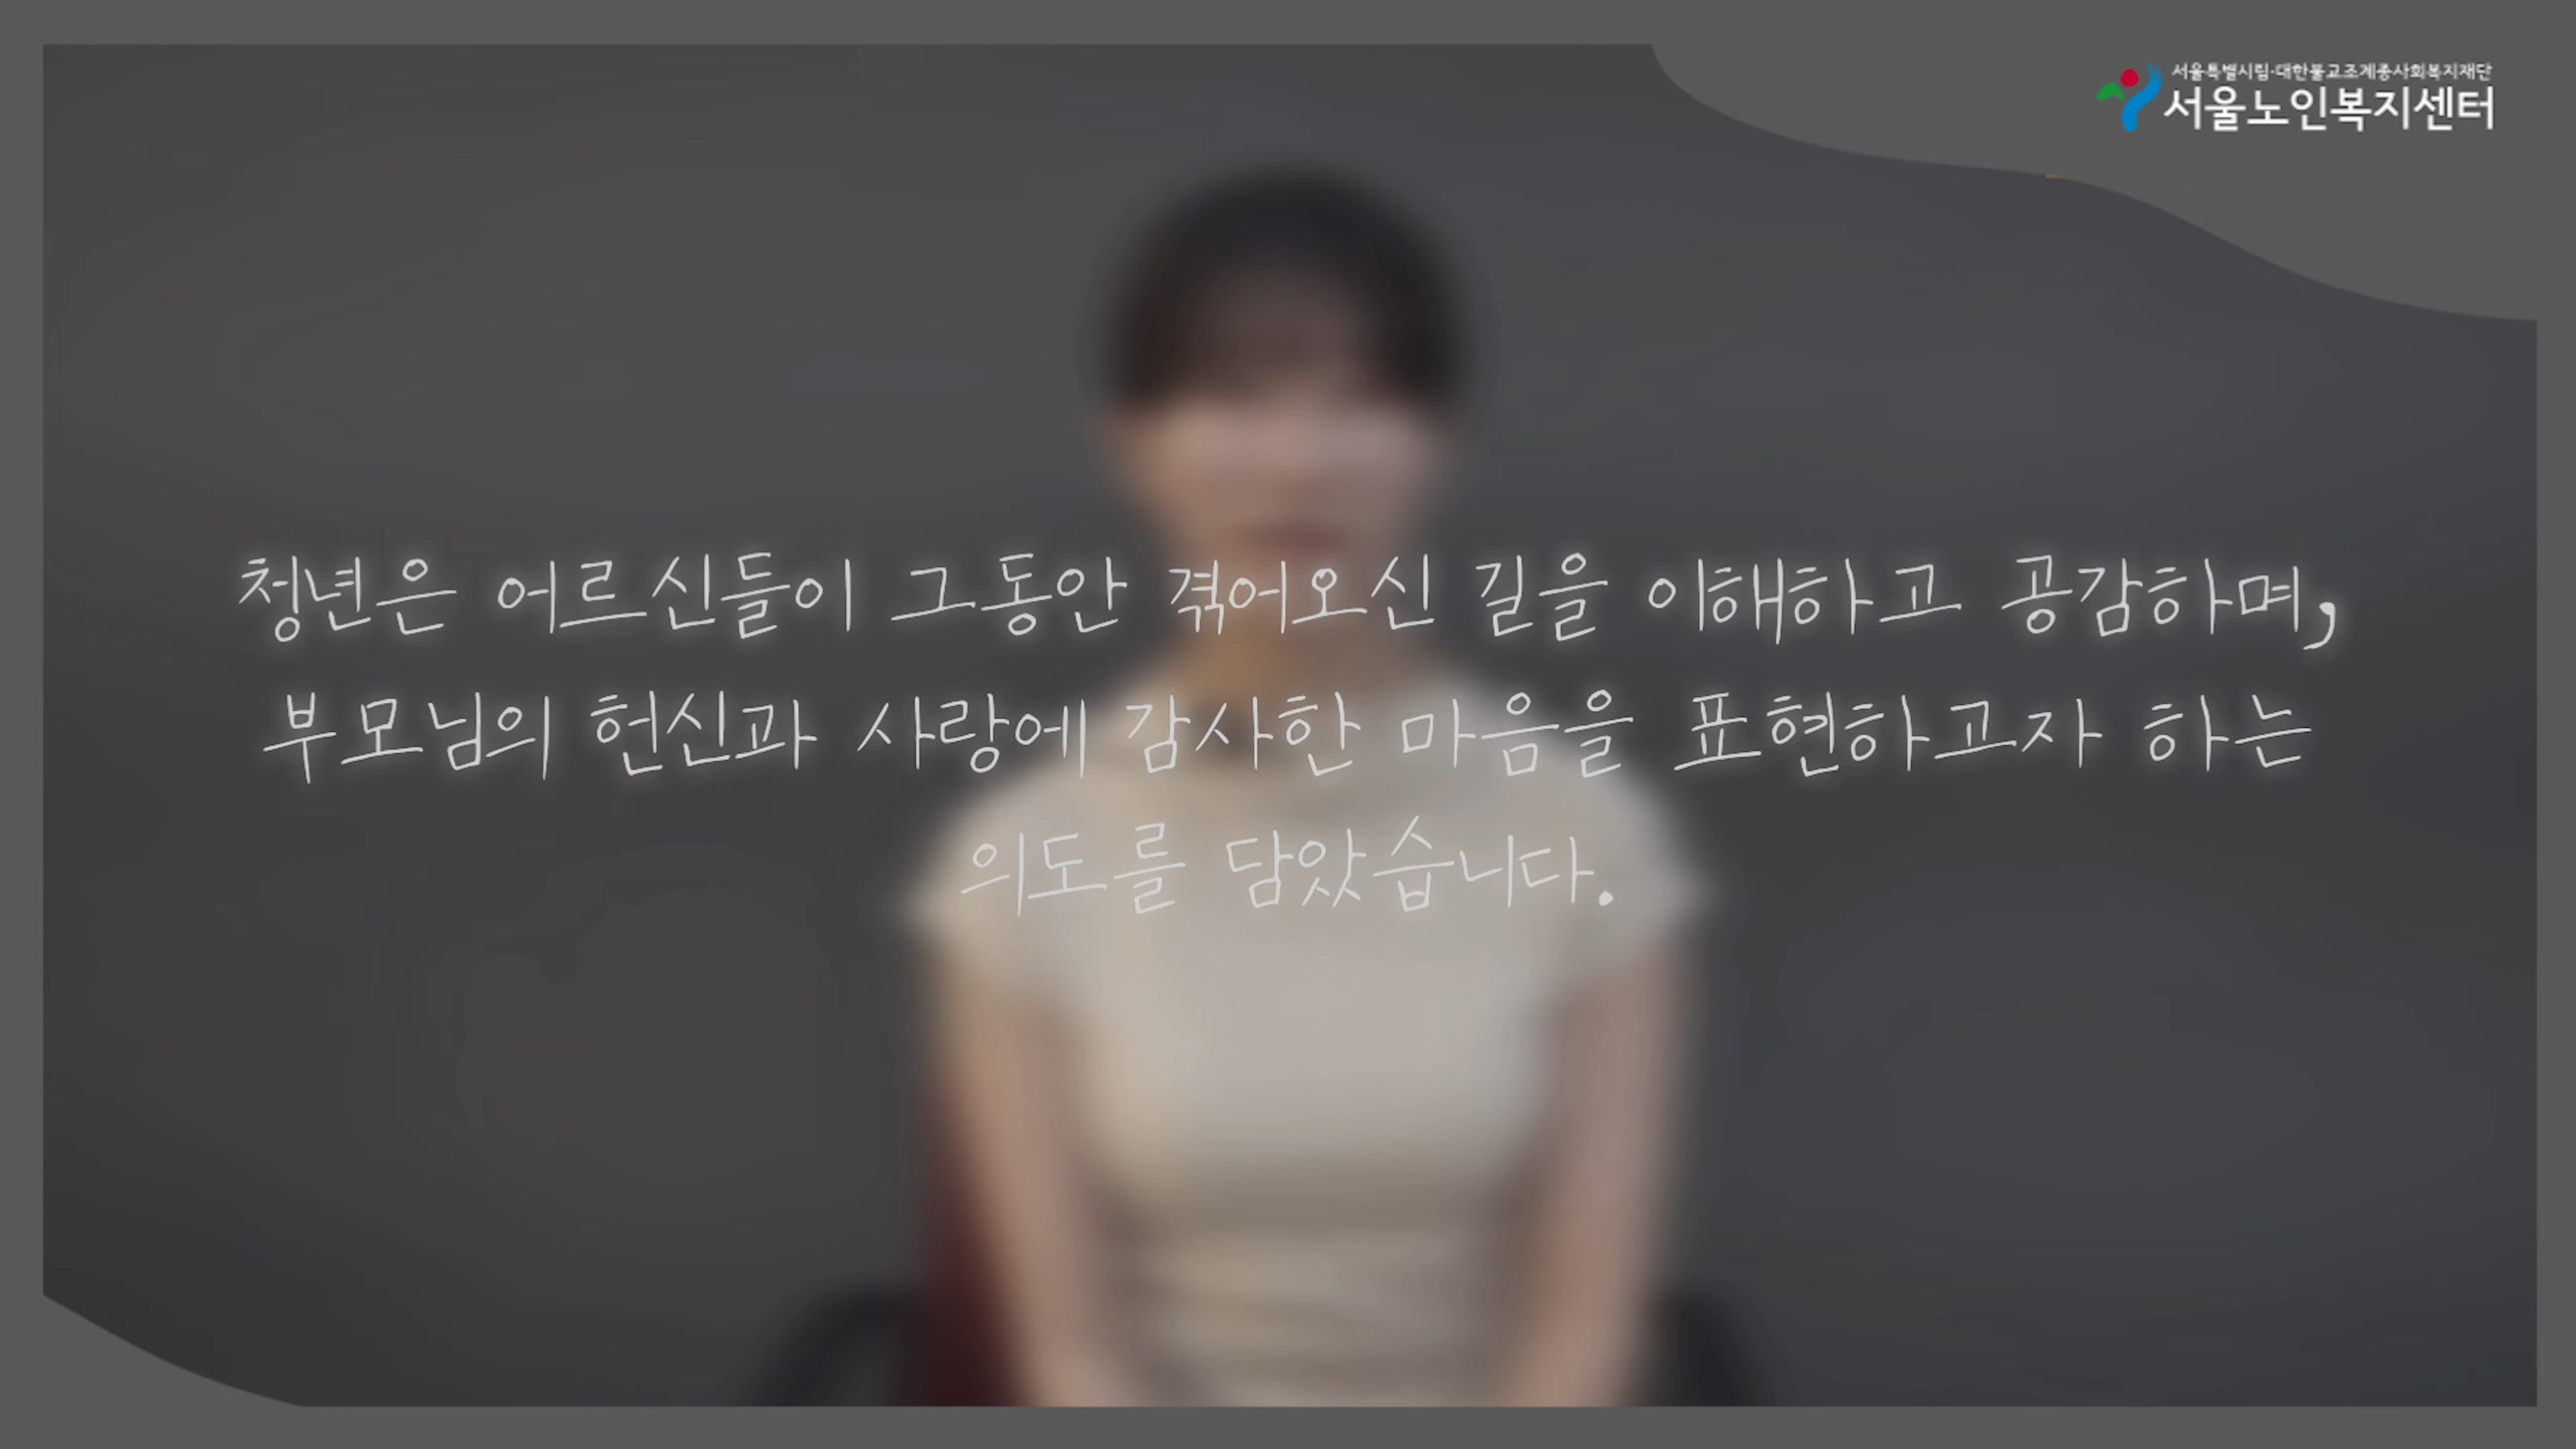 서울특별시립·대한불교조계종사회복지재단
서울노인복지센터
청년은 어르신들이 그동안 겪어오신 길을 이해하고 공감하며,
부모님의 헌신과 사랑에 감사한 마음을 표현하고자 하는
의도를 담았습니다.